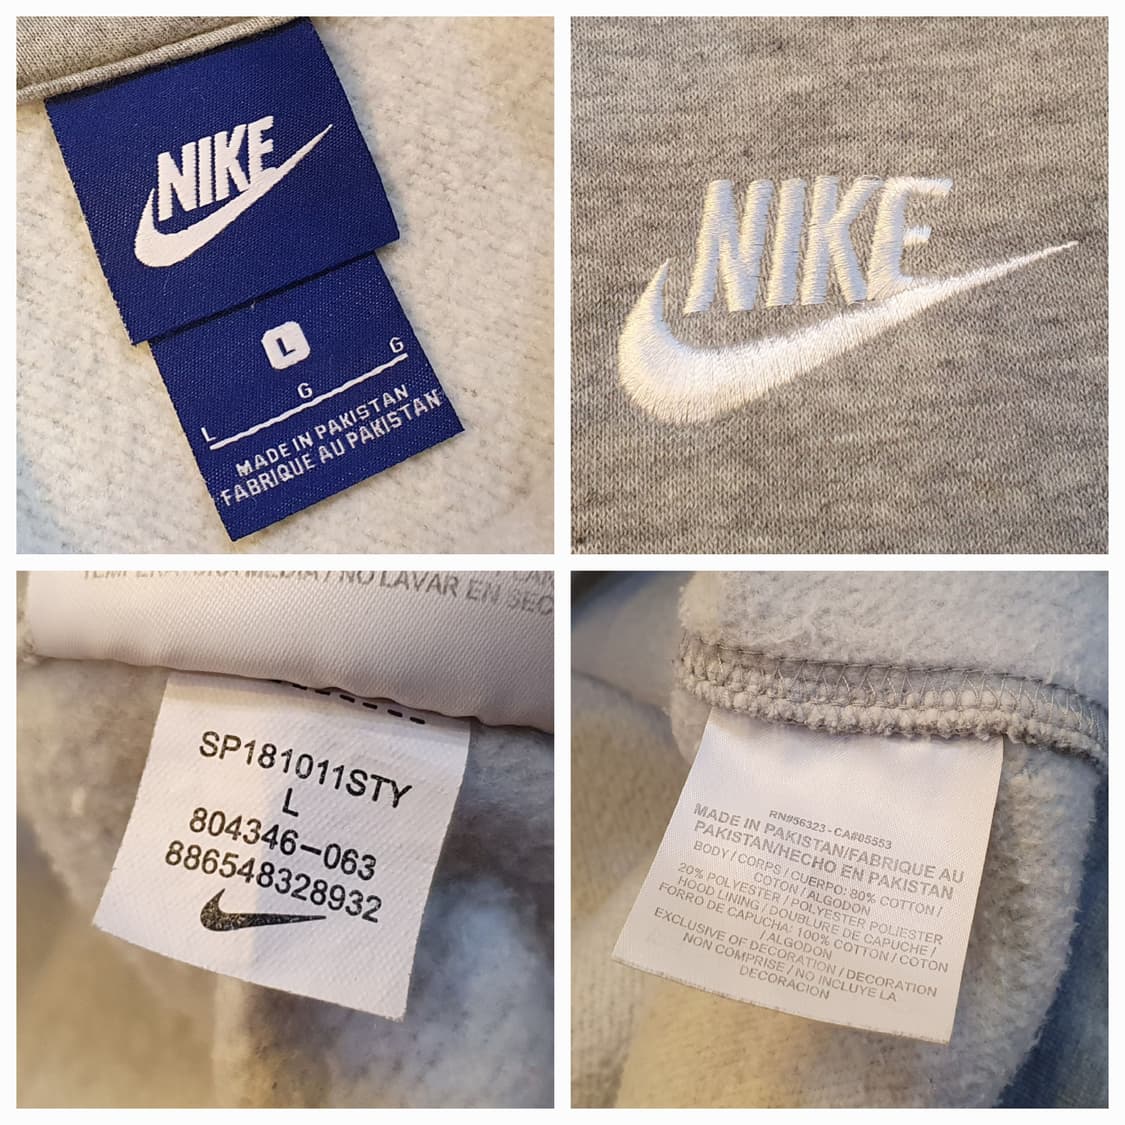 NIKE
L
L G G
MADE IN PAKISTAN
FABRIQUE AU PAKISTAN
NIKE
MEDIA / NO LAVAR EN SEC
SP181011STY
L
804346-063
886548328932
RN#56323 - CA#05553
MADE IN PAKISTAN/FABRIQUE AU
PAKISTAN/HECHO EN PAKISTAN
BODY / CORPS / CUERPO: 80% COTTON /
COTON / ALGODON
20% POLYESTER / POLYESTER POLIESTER
HOOD LINING / DOUBLURE DE CAPUCHE /
FORRO DE CAPUCHA: 100% COTTON / COTON
/ ALGODON
EXCLUSIVE OF DECORATION / DECORATION
NON COMPRISE / NO INCLUYE LA
DECORACION